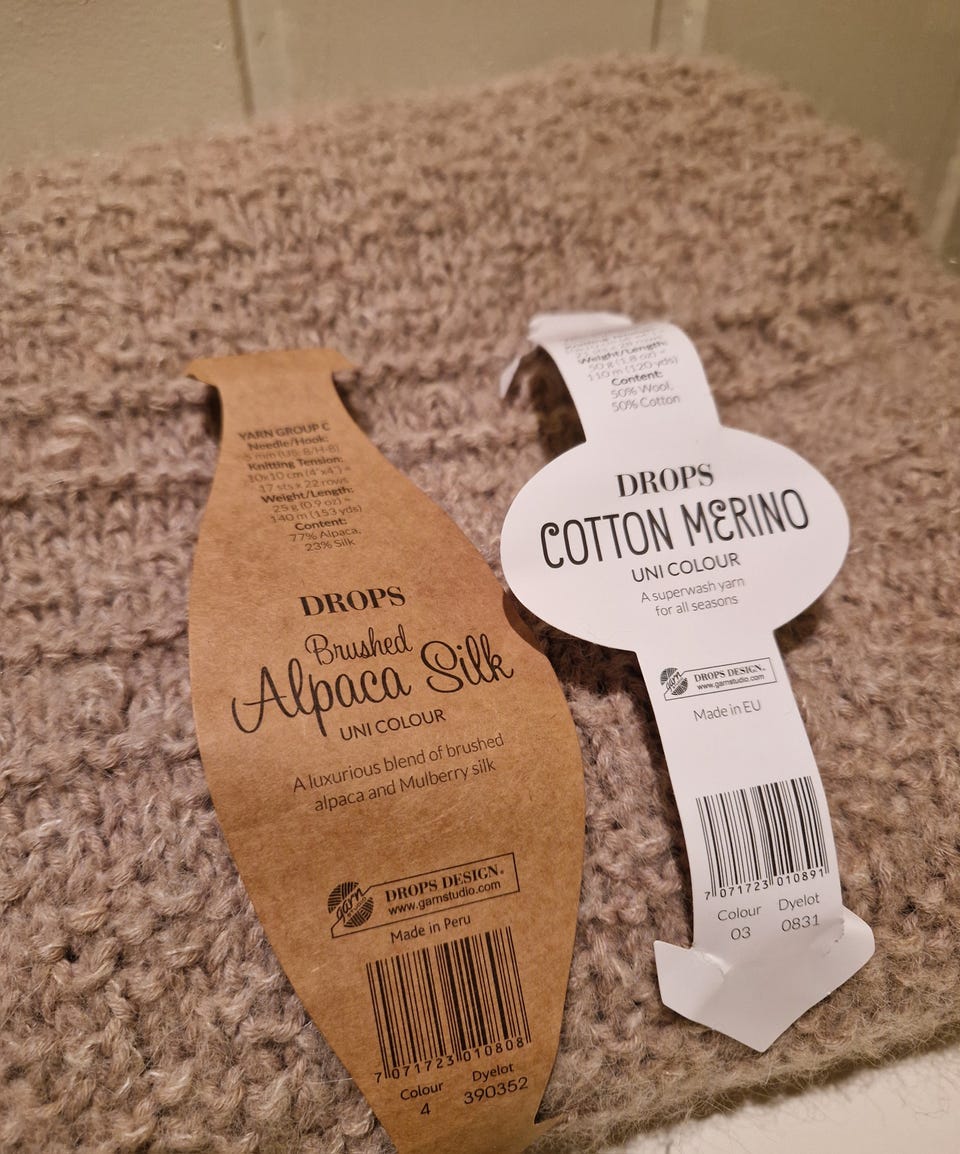 YARN GROUP C
Needle/Hook:
5 mm (US: 8/H-8)
Knitting Tension:
10x10 cm (4"x4") =
17 sts x 22 rows
Weight/Length:
25 g (0.9 oz) =
140 m (153 yds)
Content:
77% Alpaca,
23% Silk
DROPS
Brushed
Alpaca Silk
UNI COLOUR
A luxurious blend of brushed
alpaca and Mulberry silk
garn
DROPS DESIGN®
www.garnstudio.com
Made in Peru
7 071723 010808
Colour Dyelot
4 390352
Weight/Length:
50 g (1.8 oz) =
110 m (120 yds)
Content:
50% Wool,
50% Cotton
DROPS
COTTON MERINO
UNI COLOUR
A superwash yarn
for all seasons
garn
DROPS DESIGN®
www.garnstudio.com
Made in EU
7 071723 010891
Colour Dyelot
03 0831